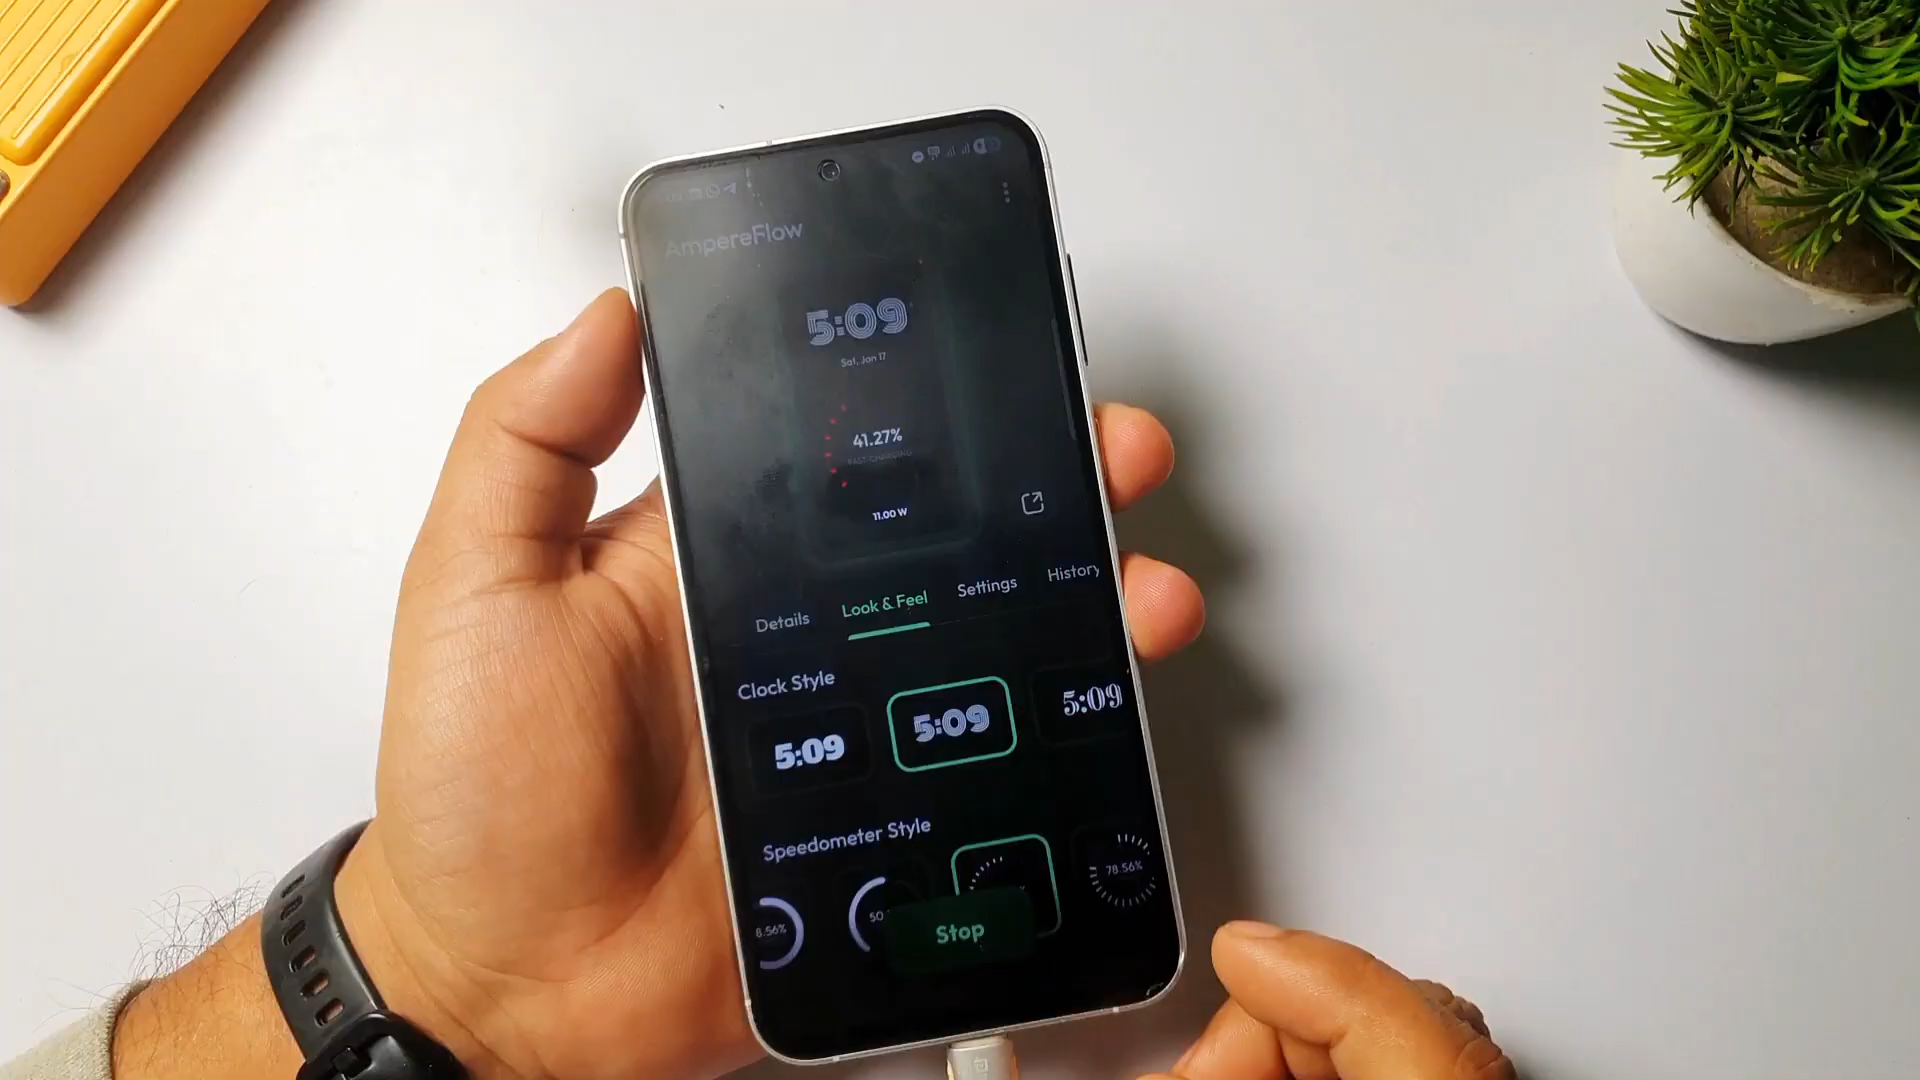 AmpereFlow
5:09
Sat, Jan 17
41.27%
FAST CHARGING
11.00 W
Details
Look & Feel
Settings
History
Clock Style
5:09
5:09
5:09
Speedometer Style
8.56%
50
78.56%
Stop